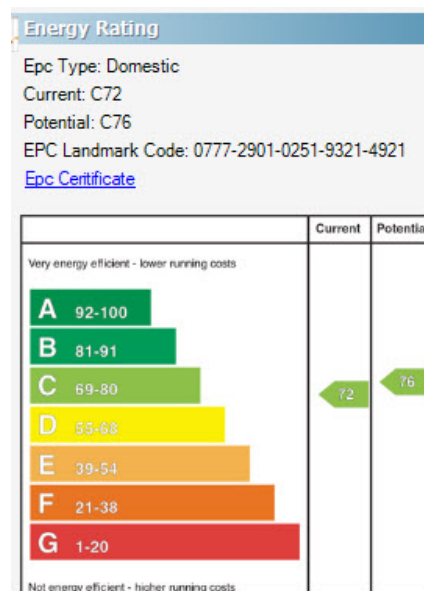 Energy Rating
Epc Type: Domestic
Current: C72
Potential: C76
EPC Landmark Code: 0777-2901-0251-9321-4921
Epc Certificate
Current Potentia
Very energy efficient - lower running costs
A 92-100
B 81-91
C 69-80
72
76
D 55-68
E 39-54
F 21-38
G 1-20
Not energy efficient - higher running costs